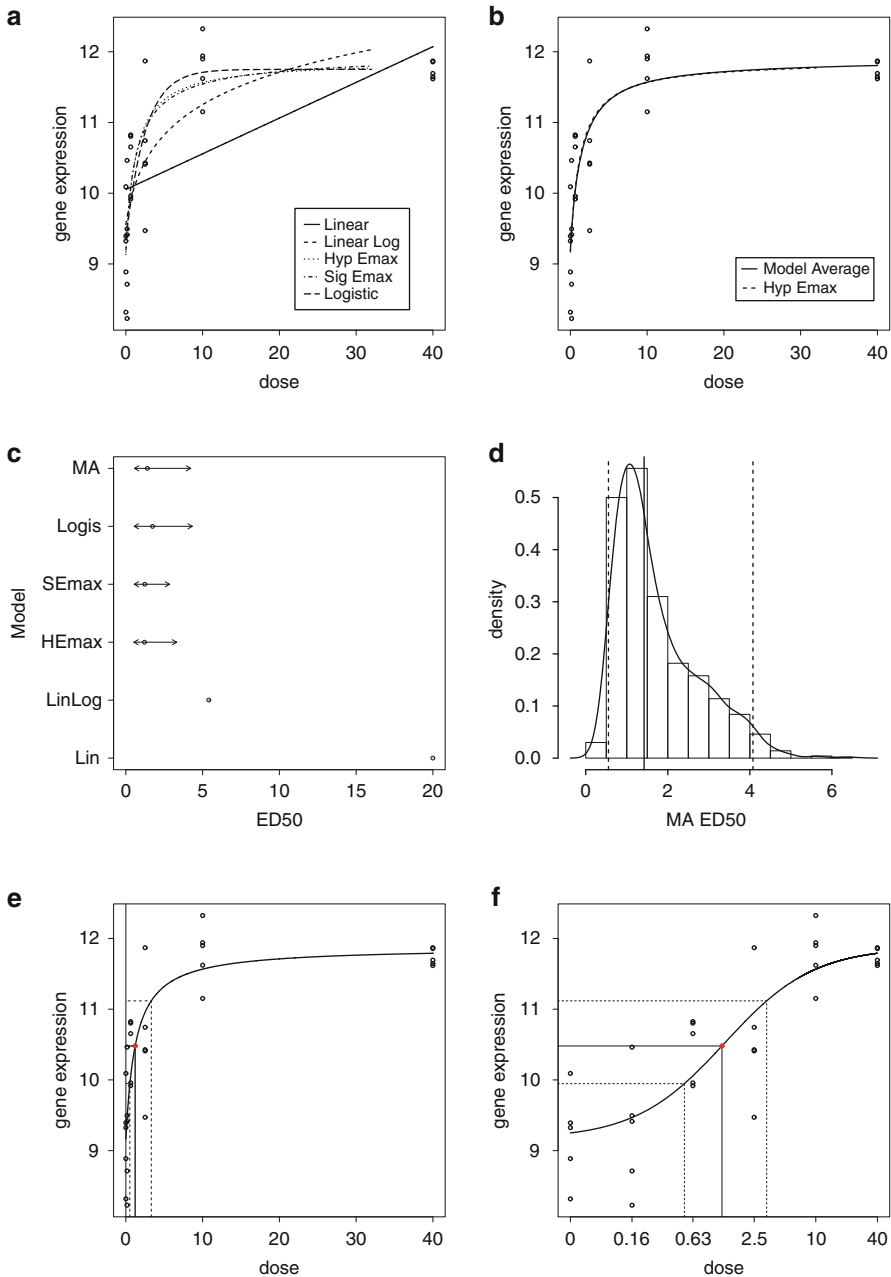 a
gene expression
12
11
10
9
0 10 20 30 40
dose
Linear
Linear Log
Hyp Emax
Sig Emax
Logistic
b
gene expression
12
11
10
9
0 10 20 30 40
dose
Model Average
Hyp Emax
c
Model
MA
Logis
SEmax
HEmax
LinLog
Lin
0 5 10 15 20
ED50
d
density
0.5
0.4
0.3
0.2
0.1
0.0
0 2 4 6
MA ED50
e
gene expression
12
11
10
9
0 10 20 30 40
dose
f
gene expression
12
11
10
9
0 0.16 0.63 2.5 10 40
dose